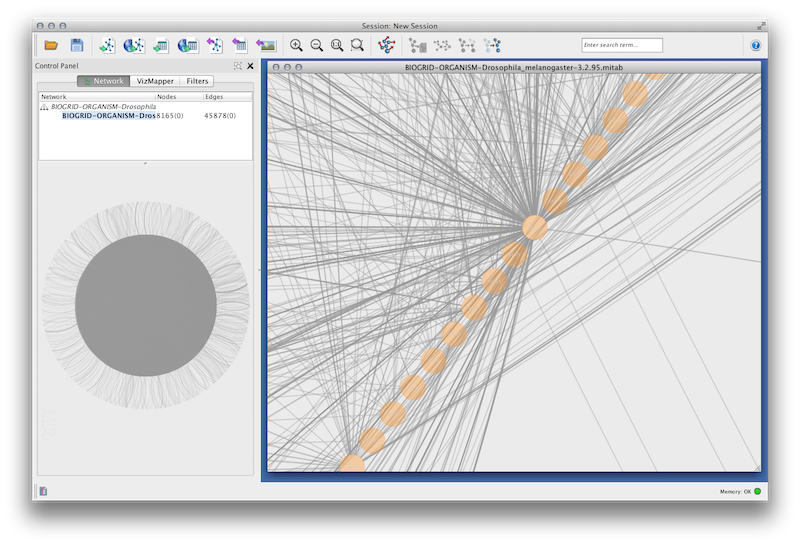 Session: New Session
Enter search term...
Control Panel
Network
VizMapper
Filters
Network Nodes Edges
BIOGRID-ORGANISM-Drosophila
BIOGRID-ORGANISM-Dros 8165(0) 45878(0)
BIOGRID-ORGANISM-Drosophila_melanogaster-3.2.95.mitab
Memory: OK